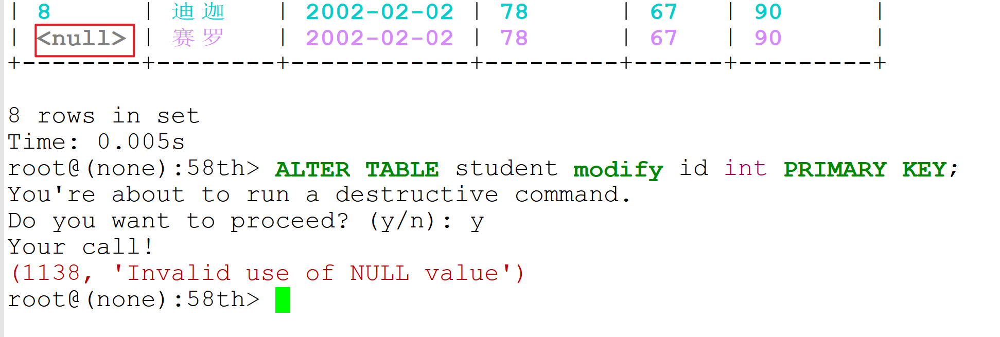 | 8 | 迪迦 | 2002-02-02 | 78 | 67 | 90 |
| <null> | 赛罗 | 2002-02-02 | 78 | 67 | 90 |
+--------+--------+------------+---------+------+---------+
8 rows in set
Time: 0.005s
root@(none):58th> ALTER TABLE student modify id int PRIMARY KEY;
You're about to run a destructive command.
Do you want to proceed? (y/n): y
Your call!
(1138, 'Invalid use of NULL value')
root@(none):58th>